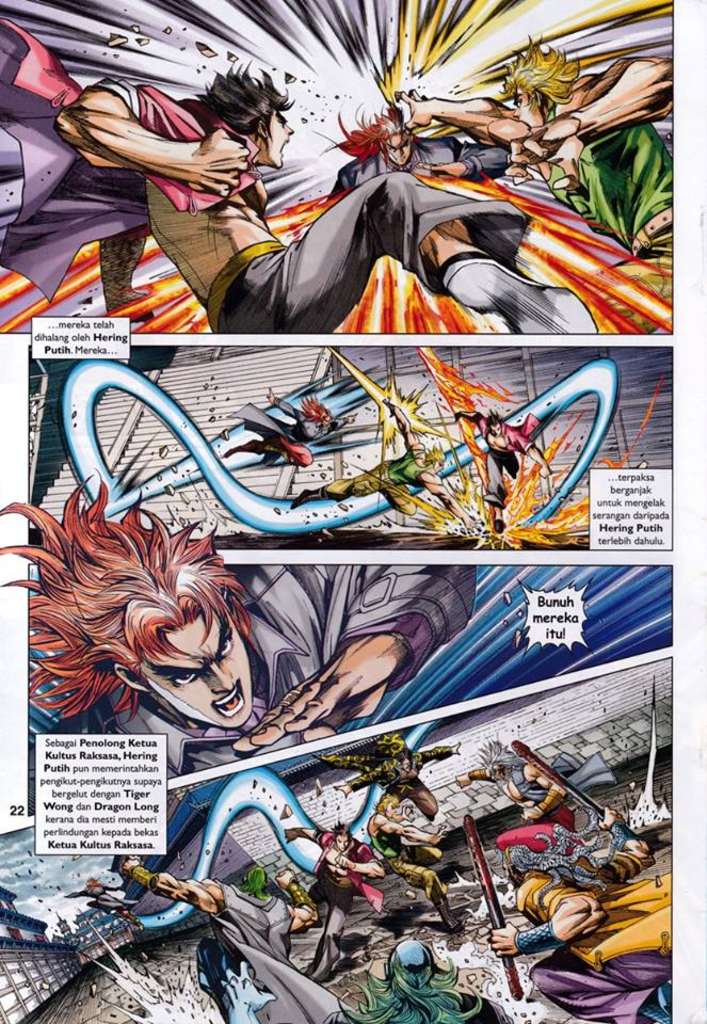 ...mereka telah
dihalang oleh Hering
Putih. Mereka...
...terpaksa
berganjak
untuk mengelak
serangan daripada
Hering Putih
terlebih dahulu.
Bunuh
mereka
itu!
Sebagai Penolong Ketua
Kultus Raksasa, Hering
Putih pun memerintahkan
pengikut-pengikutnya supaya
bergelut dengan Tiger
Wong dan Dragon Long
kerana dia mesti memberi
perlindungan kepada bekas
Ketua Kultus Raksasa.
22